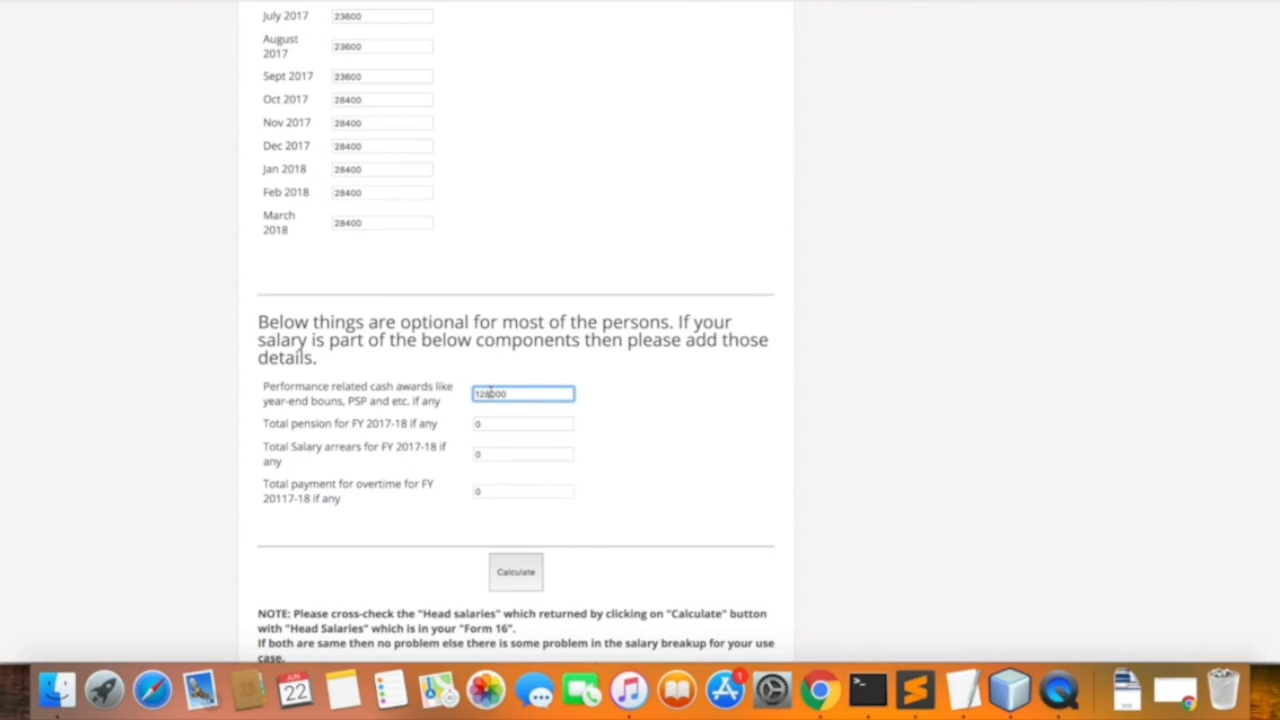 July 2017 23600
August
2017 23600
Sept 2017 23600
Oct 2017 28400
Nov 2017 28400
Dec 2017 28400
Jan 2018 28400
Feb 2018 28400
March
2018 28400
Below things are optional for most of the persons. If your
salary is part of the below components then please add those
details.
Performance related cash awards like
year-end bouns, PSP and etc. if any 128000
Total pension for FY 2017-18 if any 0
Total Salary arrears for FY 2017-18 if
any 0
Total payment for overtime for FY
20117-18 if any 0
Calculate
NOTE: Please cross-check the "Head salaries" which returned by clicking on "Calculate" button
with "Head Salaries" which is in your "Form 16".
If both are same then no problem else there is some problem in the salary breakup for your use
case.
JUN
22
1
>_
PDF